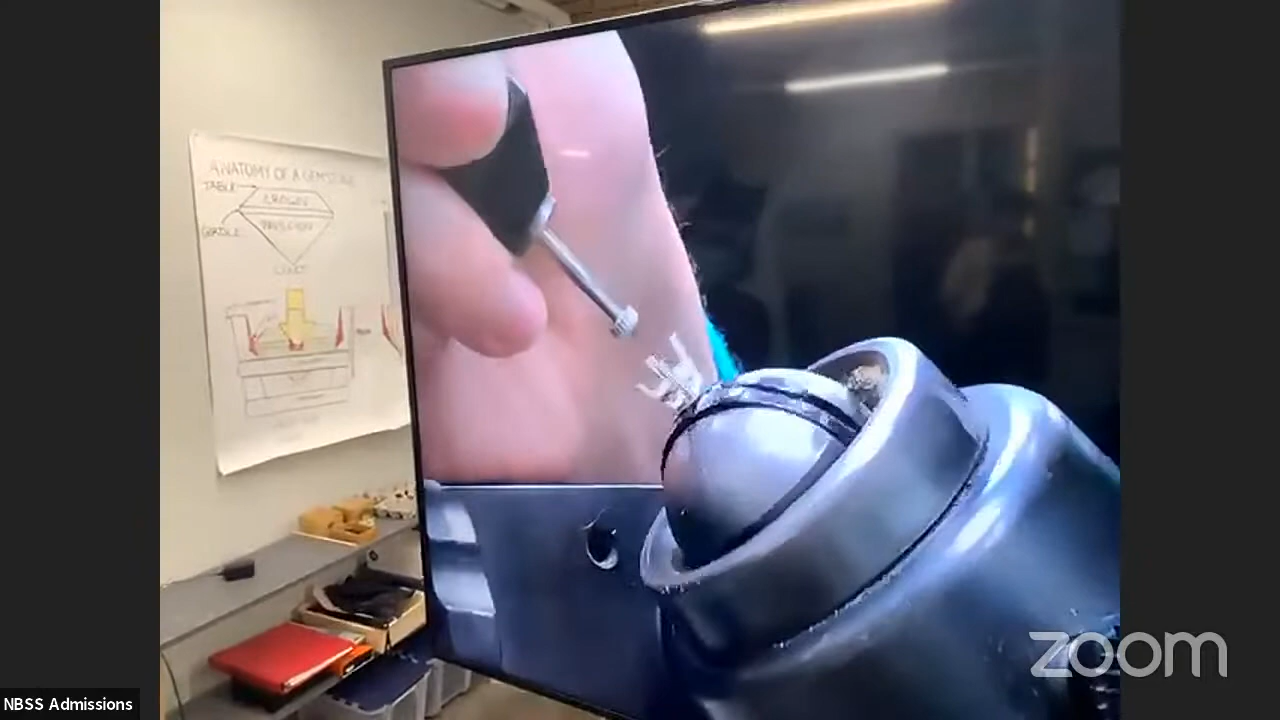 ANATOMY OF A GEMSTONE
TABLE
CROWN
PAVILION
GIRDLE
CULET
zoom
NBSS Admissions